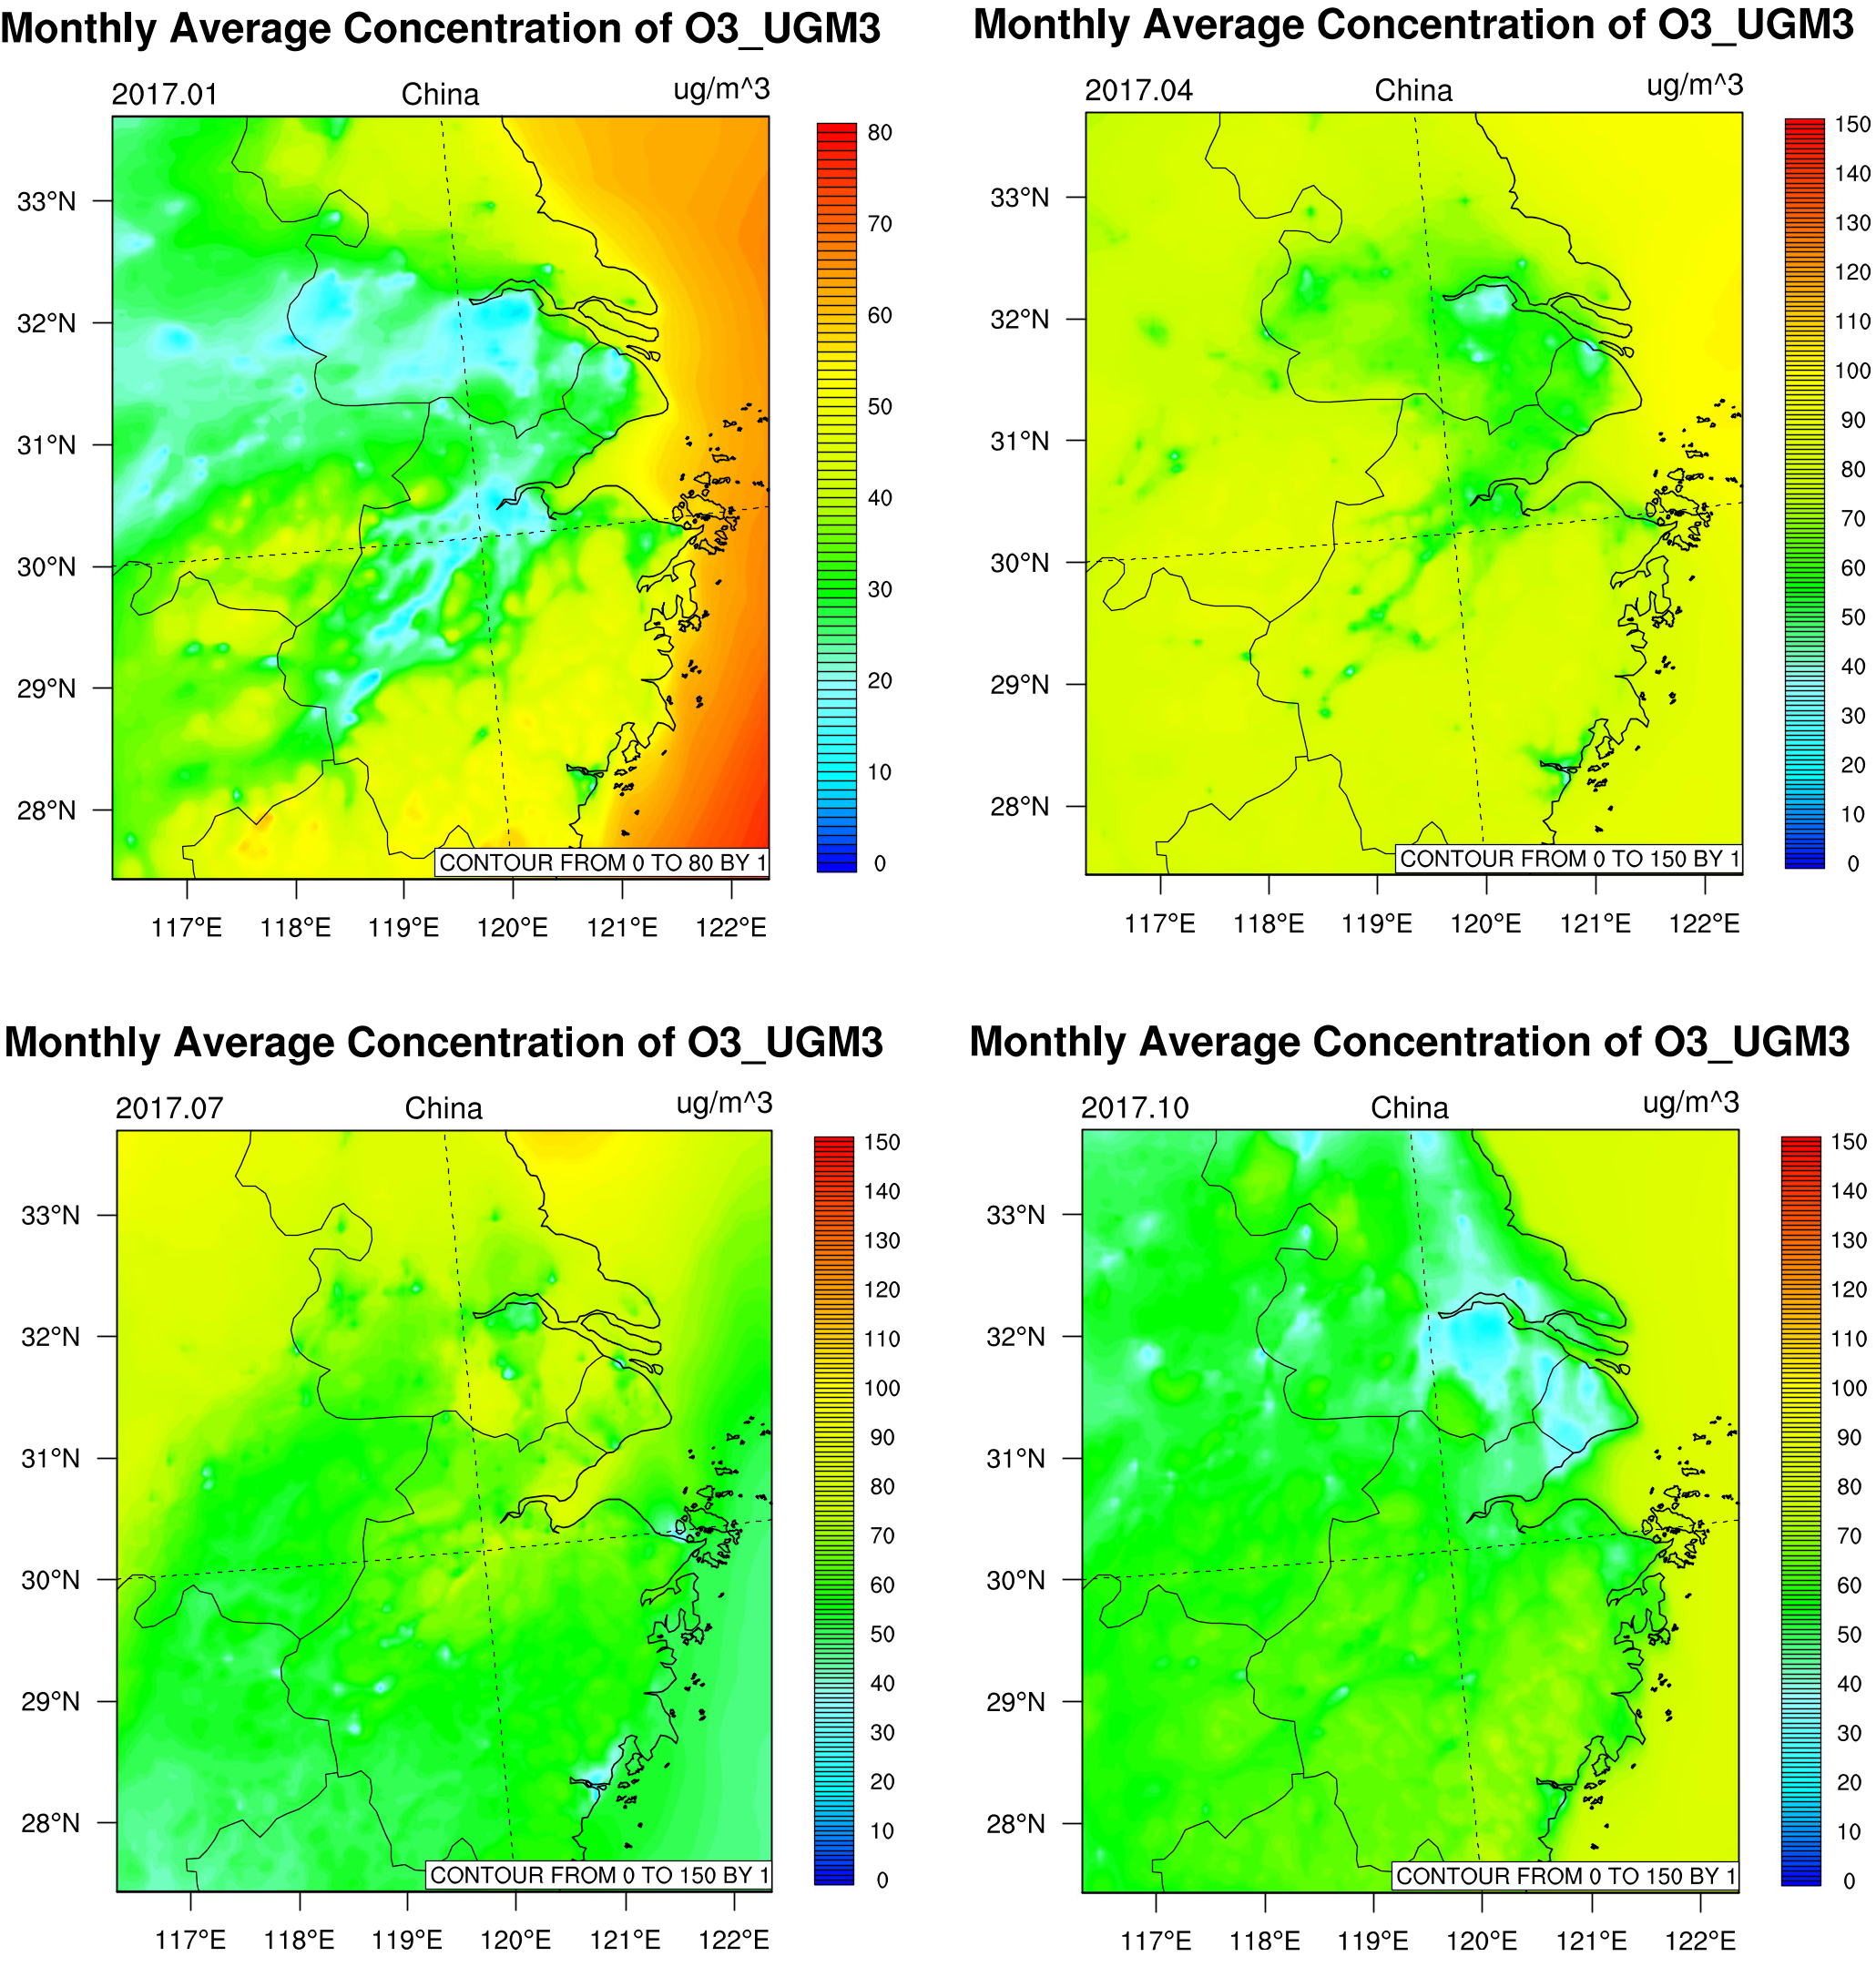 Monthly Average Concentration of O3_UGM3
2017.01 China ug/m^3
33°N
32°N
31°N
30°N
29°N
28°N
117°E 118°E 119°E 120°E 121°E 122°E
CONTOUR FROM 0 TO 80 BY 1
80
70
60
50
40
30
20
10
0
Monthly Average Concentration of O3_UGM3
2017.04 China ug/m^3
33°N
32°N
31°N
30°N
29°N
28°N
117°E 118°E 119°E 120°E 121°E 122°E
CONTOUR FROM 0 TO 150 BY 1
150
140
130
120
110
100
90
80
70
60
50
40
30
20
10
0
Monthly Average Concentration of O3_UGM3
2017.07 China ug/m^3
33°N
32°N
31°N
30°N
29°N
28°N
117°E 118°E 119°E 120°E 121°E 122°E
CONTOUR FROM 0 TO 150 BY 1
150
140
130
120
110
100
90
80
70
60
50
40
30
20
10
0
Monthly Average Concentration of O3_UGM3
2017.10 China ug/m^3
33°N
32°N
31°N
30°N
29°N
28°N
117°E 118°E 119°E 120°E 121°E 122°E
CONTOUR FROM 0 TO 150 BY 1
150
140
130
120
110
100
90
80
70
60
50
40
30
20
10
0